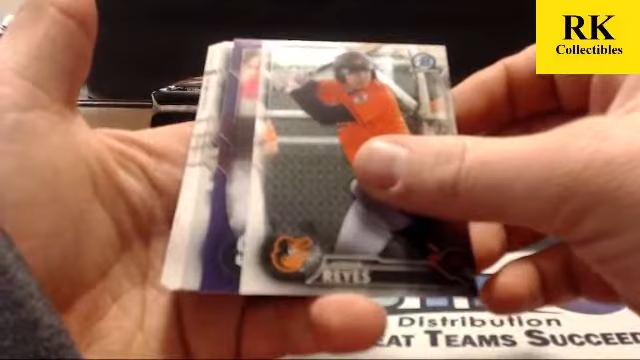 RK
Collectibles
REYES
Distribution
EAT TEAMS SUCCEED